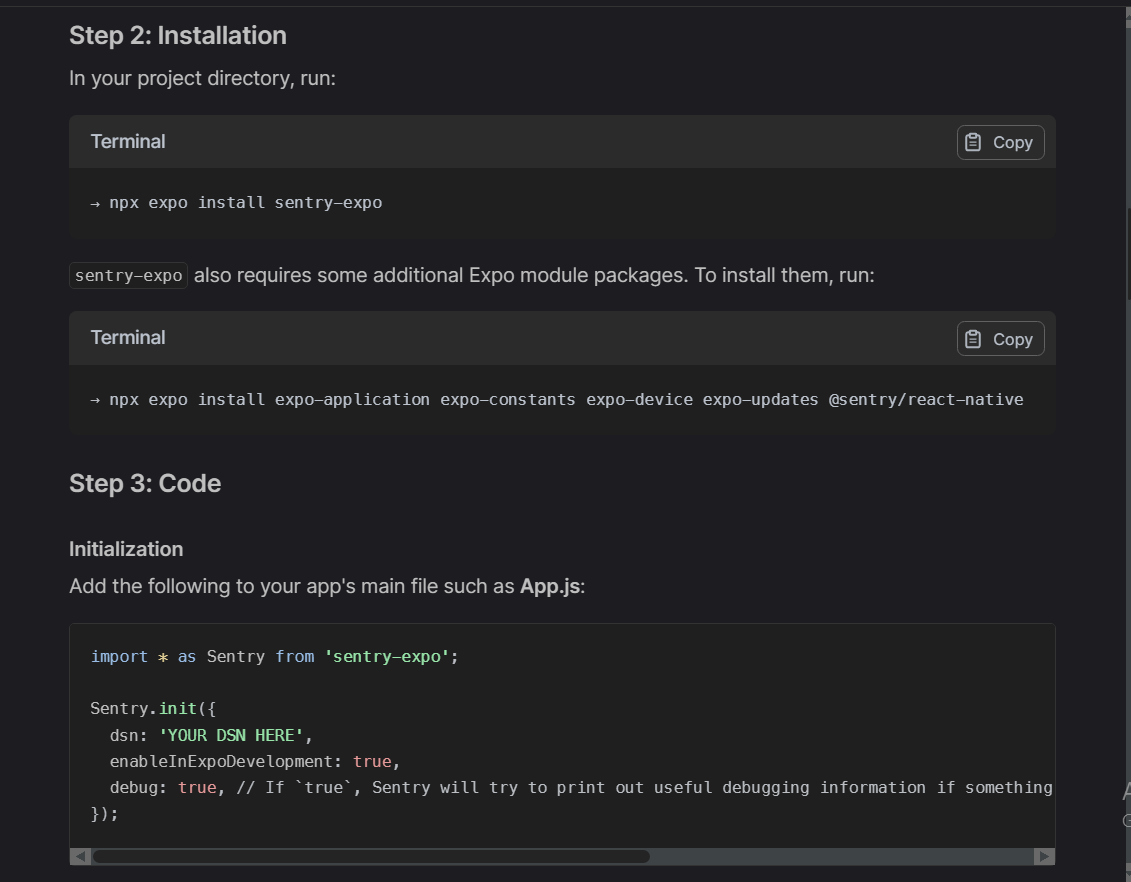 Step 2: Installation
In your project directory, run:
Terminal
Copy
→ npx expo install sentry-expo
sentry-expo also requires some additional Expo module packages. To install them, run:
Terminal
Copy
→ npx expo install expo-application expo-constants expo-device expo-updates @sentry/react-native
Step 3: Code
Initialization
Add the following to your app's main file such as App.js:
import * as Sentry from 'sentry-expo';
Sentry.init({
  dsn: 'YOUR DSN HERE',
  enableInExpoDevelopment: true,
  debug: true, // If `true`, Sentry will try to print out useful debugging information if something
});